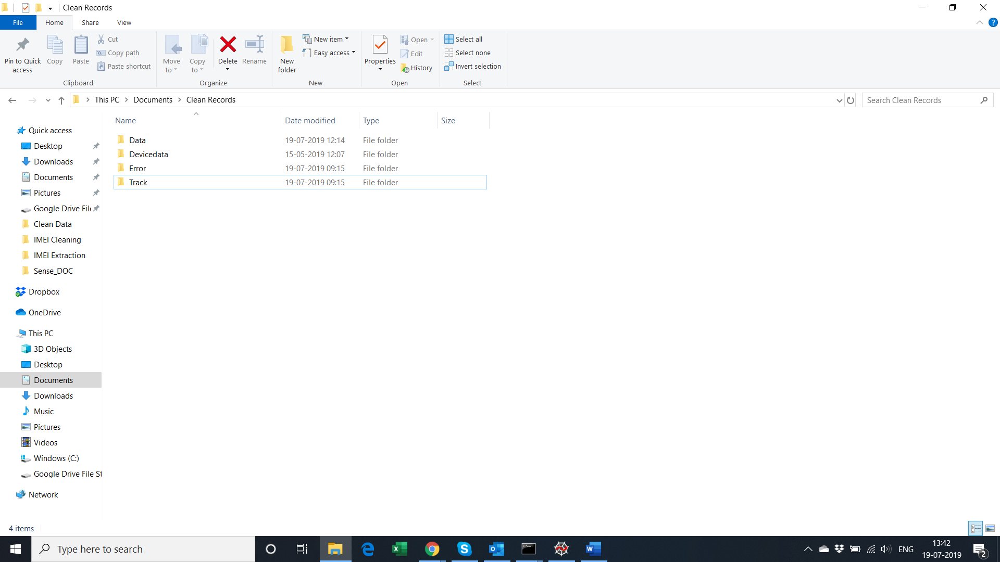 Clean Records
File Home Share View
Pin to Quick access
Copy
Paste
Cut
Copy path
Paste shortcut
Clipboard
Move to
Copy to
Delete
Rename
Organize
New folder
New item
Easy access
New
Properties
Open
Edit
History
Open
Select all
Select none
Invert selection
Select
This PC Documents Clean Records
Search Clean Records
Name Date modified Type Size
Data 19-07-2019 12:14 File folder
Devicedata 15-05-2019 12:07 File folder
Error 19-07-2019 09:15 File folder
Track 19-07-2019 09:15 File folder
Quick access
Desktop
Downloads
Documents
Pictures
Google Drive File
Clean Data
IMEI Cleaning
IMEI Extraction
Sense_DOC
Dropbox
OneDrive
This PC
3D Objects
Desktop
Documents
Downloads
Music
Pictures
Videos
Windows (C:)
Google Drive File St
Network
4 items
Type here to search
ENG
13:42
19-07-2019
2